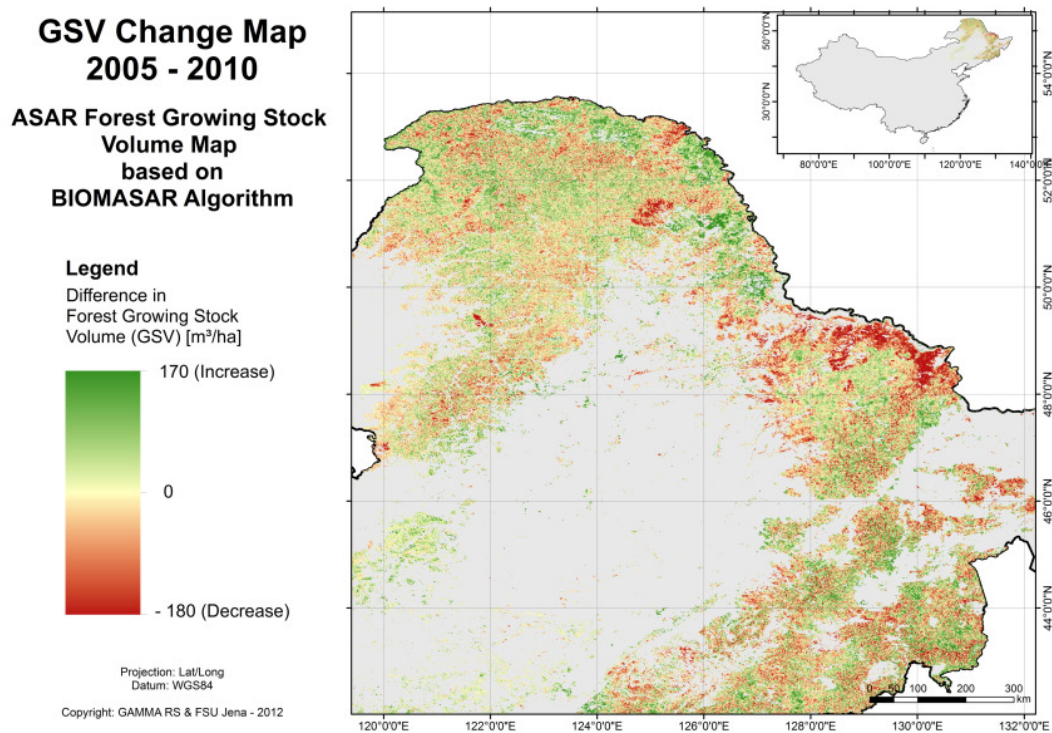 GSV Change Map
2005 - 2010
ASAR Forest Growing Stock
Volume Map
based on
BIOMASAR Algorithm
Legend
Difference in
Forest Growing Stock
Volume (GSV) [m³/ha]
170 (Increase)
0
- 180 (Decrease)
Projection: Lat/Long
Datum: WGS84
Copyright: GAMMA RS & FSU Jena - 2012
50°0'0"N
30°0'0"N
80°0'0"E
100°0'0"E
120°0'0"E
140°0'
54°0'0"N
52°0'0"N
50°0'0"N
48°0'0"N
46°0'0"N
44°0'0"N
0 50 100 200 300
km
120°0'0"E
122°0'0"E
124°0'0"E
126°0'0"E
128°0'0"E
130°0'0"E
132°0'0"E